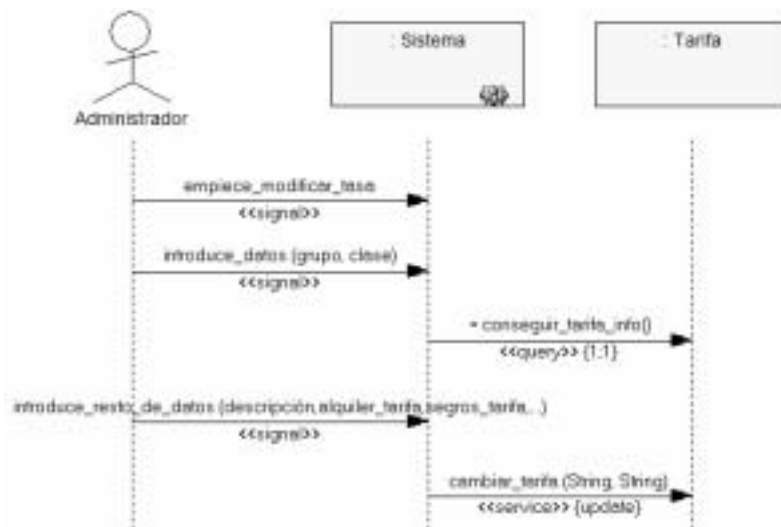 : Sistema
: Tarifa
Administrador
empiece_modificar_tasa
<<signal>>
introduce_datos (grupo, clase)
<<signal>>
= conseguir_tarifa_info()
<<query>> {1:1}
introduce_resto_de_datos (descripción,alquiler_tarifa,segros_tarifa,...)
<<signal>>
cambiar_tarifa (String, String)
<<service>> {update}